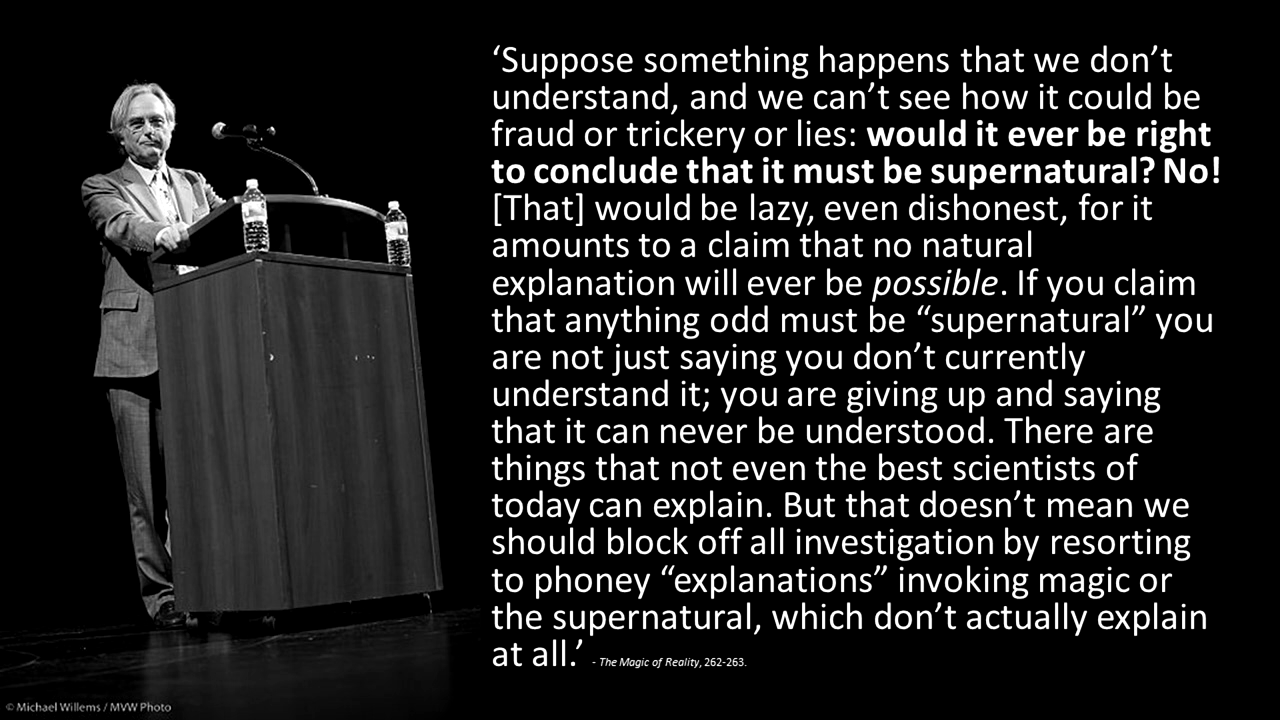 ‘Suppose something happens that we don’t
understand, and we can’t see how it could be
fraud or trickery or lies: would it ever be right
to conclude that it must be supernatural? No!
[That] would be lazy, even dishonest, for it
amounts to a claim that no natural
explanation will ever be possible. If you claim
that anything odd must be “supernatural” you
are not just saying you don’t currently
understand it; you are giving up and saying
that it can never be understood. There are
things that not even the best scientists of
today can explain. But that doesn’t mean we
should block off all investigation by resorting
to phoney “explanations” invoking magic or
the supernatural, which don’t actually explain
at all.’ - The Magic of Reality, 262-263.
© Michael Willems / MVW Photo